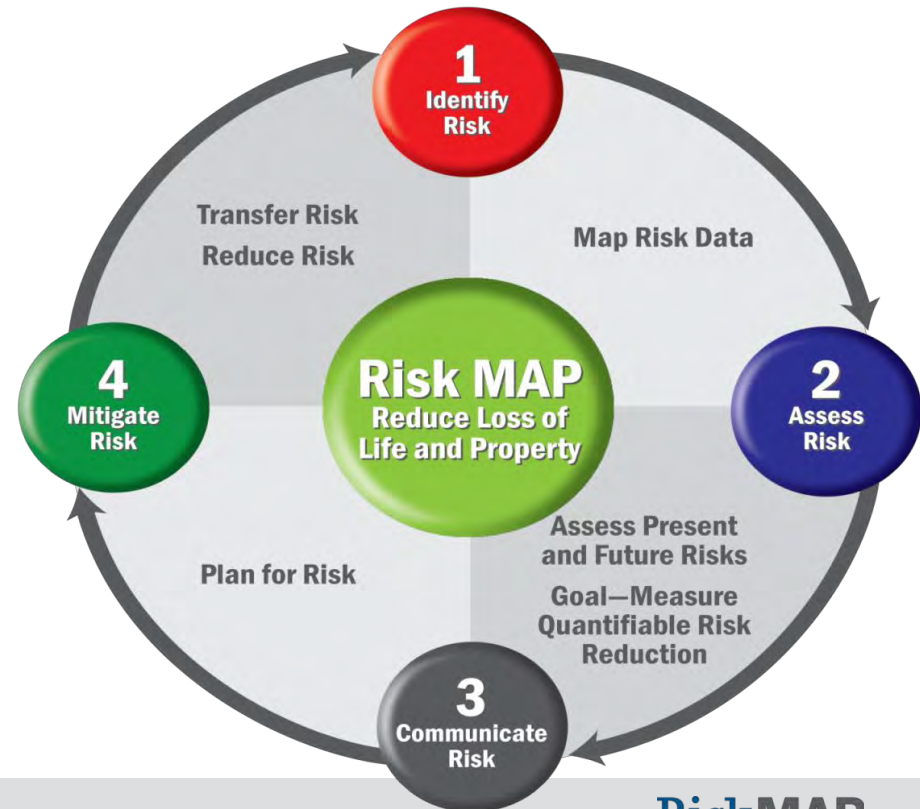 1
Identify
Risk
Transfer Risk
Reduce Risk
Map Risk Data
Risk MAP
Reduce Loss of
Life and Property
4
Mitigate
Risk
2
Assess
Risk
Assess Present
and Future Risks
Goal—Measure
Quantifiable Risk
Reduction
Plan for Risk
3
Communicate
Risk
RiskMAP